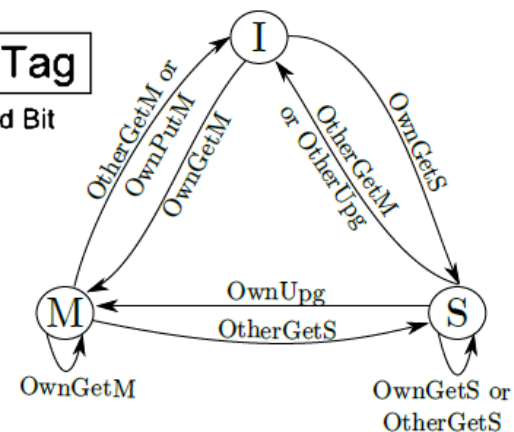 I
Tag
d Bit
OtherGetM or
OwnPutM
OwnGetM
OtherGetM
or OtherUpg
OwnGetS
M
OwnUpg
S
OtherGetS
OwnGetM
OwnGetS or
OtherGetS